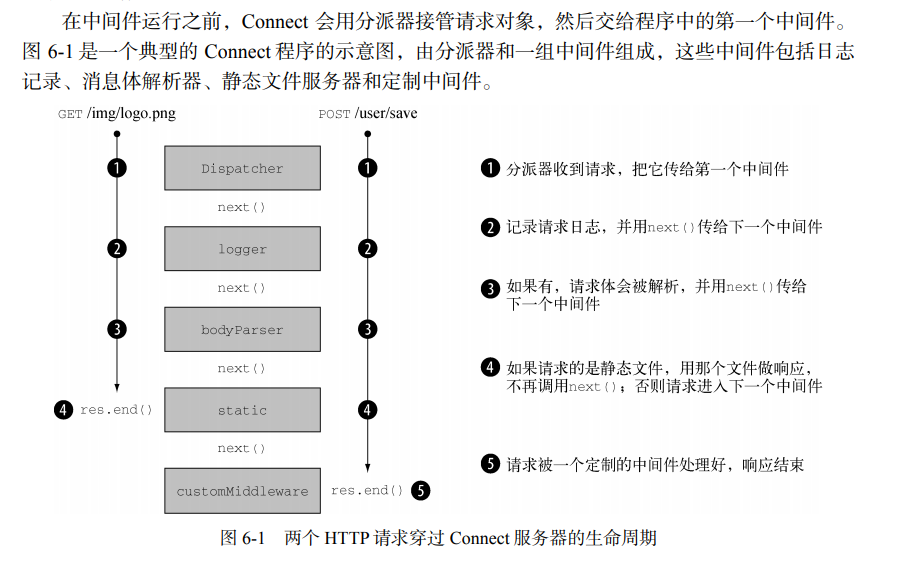 在中间件运行之前，Connect 会用分派器接管请求对象，然后交给程序中的第一个中间件。
图 6-1 是一个典型的 Connect 程序的示意图，由分派器和一组中间件组成，这些中间件包括日志
记录、消息体解析器、静态文件服务器和定制中间件。
GET /img/logo.png
POST /user/save
1
Dispatcher
1
1 分派器收到请求，把它传给第一个中间件
next()
2
logger
2
2 记录请求日志，并用next()传给下一个中间件
next()
3
bodyParser
3
3 如果有，请求体会被解析，并用next()传给
下一个中间件
next()
4 res.end()
static
4
4 如果请求的是静态文件，用那个文件做响应，
不再调用next()；否则请求进入下一个中间件
next()
customMiddleware
res.end() 5
5 请求被一个定制的中间件处理好，响应结束
图 6-1 两个 HTTP 请求穿过 Connect 服务器的生命周期